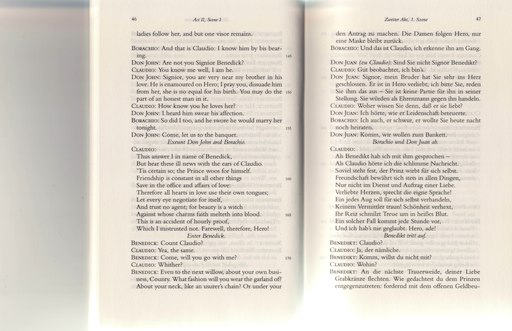 46
Act II, Scene I
ladies follow her, and but one visor remains.
BORACHIO: And that is Claudio: I know him by his bear-
ing.
DON JOHN: Are not you Signior Benedick?
CLAUDIO: You know me well, I am he.
DON JOHN: Signior, you are very near my brother in his
love. He is enamoured on Hero; I pray you, dissuade him
from her, she is no equal for his birth. You may do the
part of an honest man in it.
CLAUDIO: How know you he loves her?
DON JOHN: I heard him swear his affection.
BORACHIO: So did I too, and he swore he would marry her
tonight.
DON JOHN: Come, let us to the banquet.
Exeunt Don John and Borachio.
CLAUDIO:
Thus answer I in name of Benedick,
But hear these ill news with the ears of Claudio.
'Tis certain so; the Prince woos for himself.
Friendship is constant in all other things
Save in the office and affairs of love:
Therefore all hearts in love use their own tongues;
Let every eye negotiate for itself,
And trust no agent; for beauty is a witch
Against whose charms faith melteth into blood.
This is an accident of hourly proof,
Which I mistrusted not. Farewell, therefore, Hero!
Enter Benedick.
BENEDICK: Count Claudio?
CLAUDIO: Yea, the same.
BENEDICK: Come, will you go with me?
CLAUDIO: Whither?
BENEDICK: Even to the next willow, about your own busi-
ness, County. What fashion will you wear the garland of?
About your neck, like an usurer's chain? Or under your
Zweiter Akt, 1. Szene
47
den Antrag zu machen. Die Damen folgen Hero, nur
eine Maske bleibt zurück.
BORACHIO: Und das ist Claudio, ich erkenne ihn am Gang.
DON JUAN (zu Claudio): Sind Sie nicht Signor Benedikt?
CLAUDIO: Gut beobachtet, ich bin's.
DON JUAN: Signor, mein Bruder hat Sie sehr ins Herz
geschlossen. Er ist in Hero verliebt; ich bitte Sie, reden
Sie ihm das aus – Sie ist keine Partie für ihn in seiner
Stellung. Sie würden als Ehrenmann gegen ihn handeln.
CLAUDIO: Woher wissen Sie denn, daß er sie liebt?
DON JUAN: Ich hörte, wie er Leidenschaft beteuerte.
BORACHIO: Ich auch, er schwor, er wollte sie heute nacht
noch heiraten.
DON JUAN: Komm, wir wollen zum Bankett.
Borachio und Don Juan ab.
CLAUDIO:
Als Benedikt hab ich mit ihm gesprochen –
Als Claudio hörte ich die schlimme Nachricht.
Soviel steht fest, der Prinz wirbt für sich selbst.
Freundschaft bewährt sich stets in allen Dingen,
Nur nicht im Dienst und Auftrag einer Liebe.
Verliebte Herzen, sprecht die eigne Sprache!
Ein jedes Aug soll für sich selbst verhandeln,
Keinem Vermittler traun! Schönheit verhext,
Ihr Reiz schmilzt Treue um in heißes Blut.
Ein solcher Fall kommt jede Stunde vor,
Und ich hab's nie geglaubt. Hero, ade!
Benedikt tritt auf.
BENEDIKT: Claudio?
CLAUDIO: Ja, der nämliche.
BENEDIKT: Komm, willst du nicht mit?
CLAUDIO: Wohin?
BENEDIKT: An die nächste Trauerweide, deiner Liebe
Grabkränze flechten. Wie gedachtest du dem Prinzen
entgegenzutreten: fordernd mit dem offenen Geldbeu-